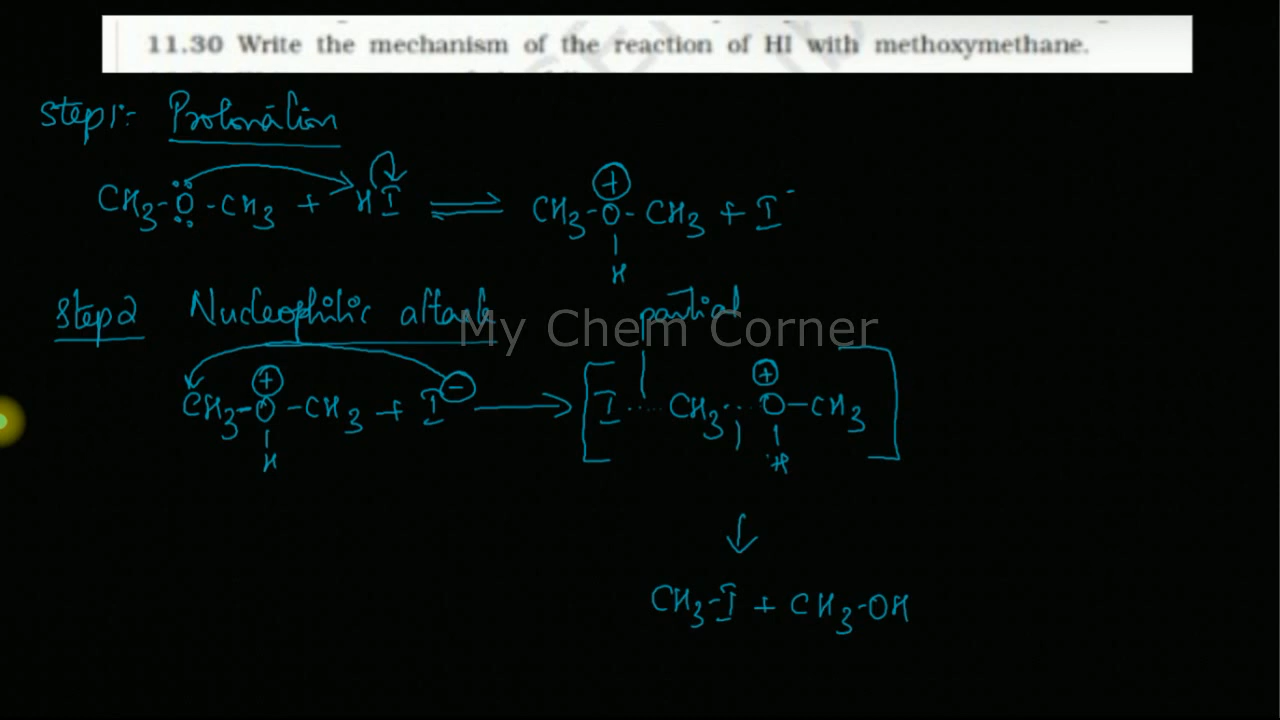 11.30 Write the mechanism of the reaction of HI with methoxymethane.
Step1:- Protonation
CH3-O-CH3 + HI ⇌ CH3-O-CH3 + I-
⊕
H
Step2 Nucleophilic attack partial
My Chem Corner
⊕ ⊖ ⊕
CH3-O-CH3 + I → [I ····· CH3 ··· O-CH3]
H H
↓
CH3-I + CH3-OH